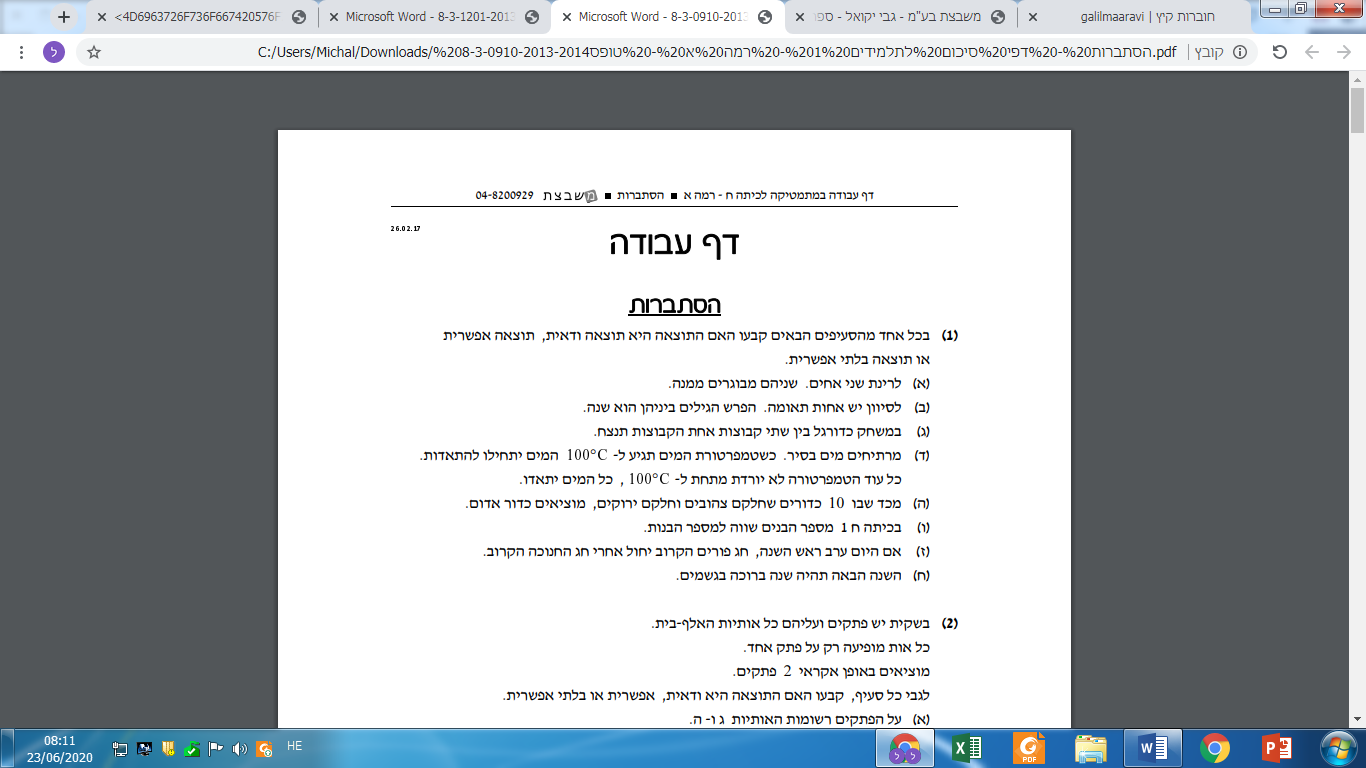 חוברות קיץ | galilmaaravi
משבצת בע"מ - גבי יקואל - ספו
Microsoft Word - 8-3-0910-2013
Microsoft Word - 8-3-1201-2013
<4D6963726F736F667420576F
קובץ | C:/Users/Michal/Downloads/%208-3-0910-2013-2014הסתברות%20-%20דפי%20סיכום%20לתלמידים%201%20-%20רמה%20א%20-%20טופס.pdf
דף עבודה במתמטיקה לכיתה ח - רמה א ■ הסתברות ■ משבצת 04-8200929
26.02.17
דף עבודה
הסתברות
(1) בכל אחד מהסעיפים הבאים קבעו האם התוצאה היא תוצאה ודאית, תוצאה אפשרית
או תוצאה בלתי אפשרית.
(א) לרינת שני אחים. שניהם מבוגרים ממנה.
(ב) לסיוון יש אחות תאומה. הפרש הגילים ביניהן הוא שנה.
(ג) במשחק כדורגל בין שתי קבוצות אחת הקבוצות תנצח.
(ד) מרתיחים מים בסיר. כשטמפרטורת המים תגיע ל- 100°C המים יתחילו להתאדות.
כל עוד הטמפרטורה לא יורדת מתחת ל- 100°C , כל המים יתאדו.
(ה) מכד שבו 10 כדורים שחלקם צהובים וחלקם ירוקים, מוציאים כדור אדום.
(ו) בכיתה ח 1 מספר הבנים שווה למספר הבנות.
(ז) אם היום ערב ראש השנה, חג פורים הקרוב יחול אחרי חג החנוכה הקרוב.
(ח) השנה הבאה תהיה שנה ברוכה בגשמים.
(2) בשקית יש פתקים ועליהם כל אותיות האלף-בית.
כל אות מופיעה רק על פתק אחד.
מוציאים באופן אקראי 2 פתקים.
לגבי כל סעיף, קבעו האם התוצאה היא ודאית, אפשרית או בלתי אפשרית.
(א) על הפתקים רשומות האותיות ג ו- ה.
08:11
23/06/2020
HE
PDF